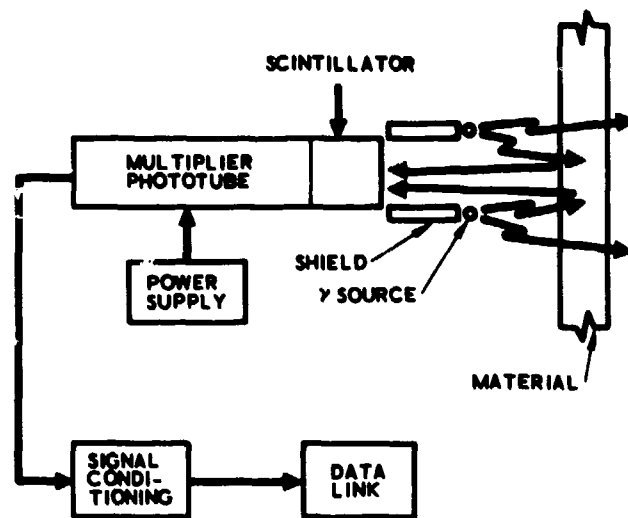 SCINTILLATOR
MULTIPLIER
PHOTOTUBE
POWER
SUPPLY
SHIELD
γ SOURCE
MATERIAL
SIGNAL
CONDI-
TIONING
DATA
LINK